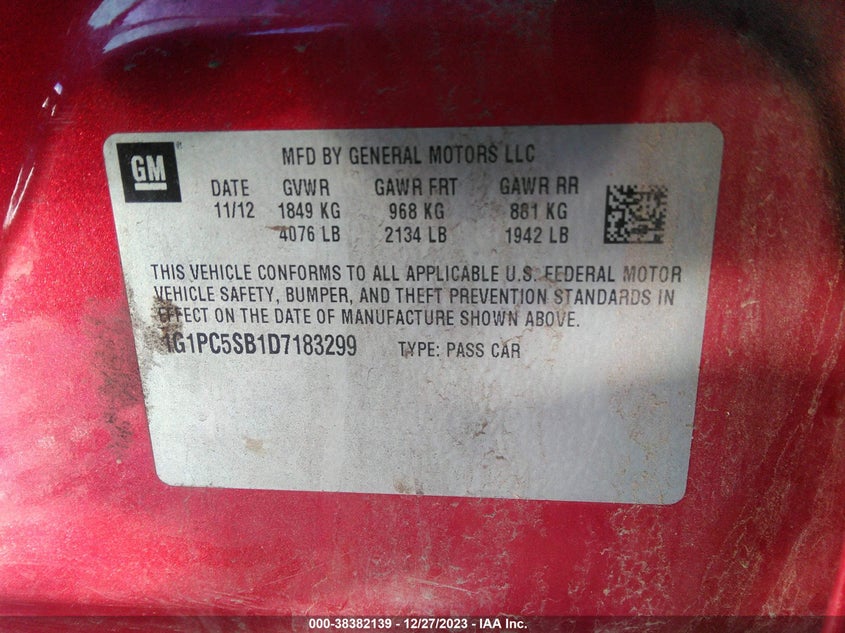 GM
MFD BY GENERAL MOTORS LLC
DATE GVWR GAWR FRT GAWR RR
11/12 1849 KG 968 KG 881 KG
4076 LB 2134 LB 1942 LB
THIS VEHICLE CONFORMS TO ALL APPLICABLE U.S. FEDERAL MOTOR
VEHICLE SAFETY, BUMPER, AND THEFT PREVENTION STANDARDS IN
EFFECT ON THE DATE OF MANUFACTURE SHOWN ABOVE.
1G1PC5SB1D7183299 TYPE: PASS CAR
000-38382139 - 12/27/2023 - IAA Inc.